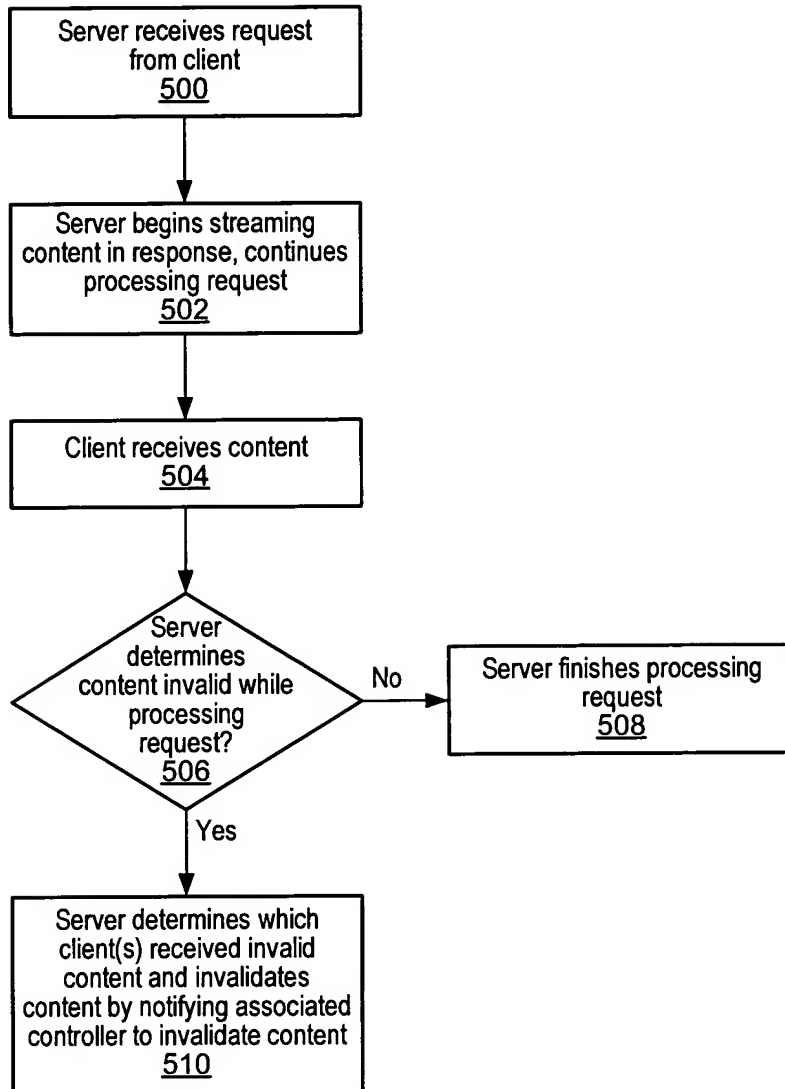 Server receives request
from client
500
Server begins streaming
content in response, continues
processing request
502
Client receives content
504
Server
determines
content invalid while
processing
request?
506
No
Server finishes processing
request
508
Yes
Server determines which
client(s) received invalid
content and invalidates
content by notifying associated
controller to invalidate content
510